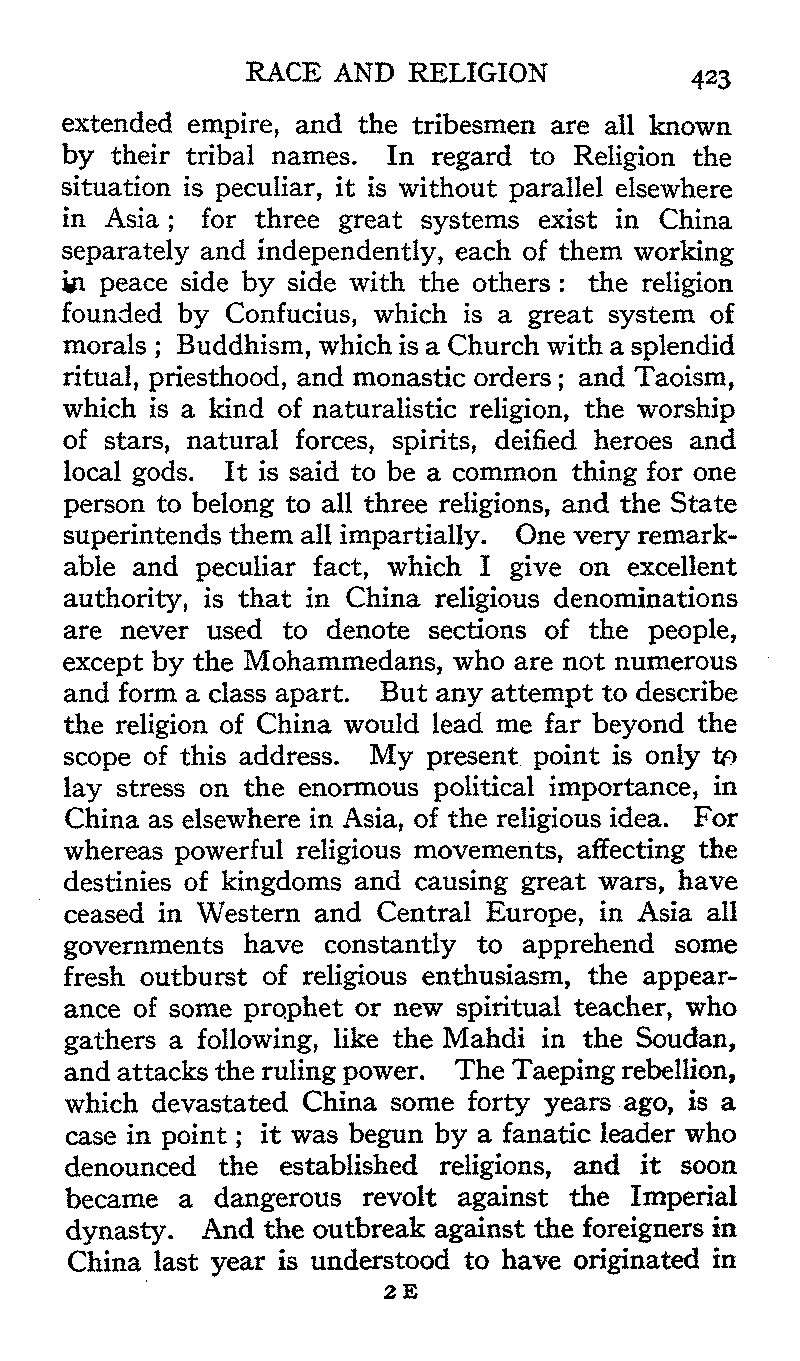 RACE AND RELIGION 423
extended empire, and the tribesmen are all known
by their tribal names. In regard to Religion the
situation is peculiar, it is without parallel elsewhere
in Asia ; for three great systems exist in China
separately and independently, each of them working
in peace side by side with the others : the religion
founded by Confucius, which is a great system of
morals ; Buddhism, which is a Church with a splendid
ritual, priesthood, and monastic orders ; and Taoism,
which is a kind of naturalistic religion, the worship
of stars, natural forces, spirits, deified heroes and
local gods. It is said to be a common thing for one
person to belong to all three religions, and the State
superintends them all impartially. One very remark-
able and peculiar fact, which I give on excellent
authority, is that in China religious denominations
are never used to denote sections of the people,
except by the Mohammedans, who are not numerous
and form a class apart. But any attempt to describe
the religion of China would lead me far beyond the
scope of this address. My present point is only to
lay stress on the enormous political importance, in
China as elsewhere in Asia, of the religious idea. For
whereas powerful religious movements, affecting the
destinies of kingdoms and causing great wars, have
ceased in Western and Central Europe, in Asia all
governments have constantly to apprehend some
fresh outburst of religious enthusiasm, the appear-
ance of some prophet or new spiritual teacher, who
gathers a following, like the Mahdi in the Soudan,
and attacks the ruling power. The Taeping rebellion,
which devastated China some forty years ago, is a
case in point ; it was begun by a fanatic leader who
denounced the established religions, and it soon
became a dangerous revolt against the Imperial
dynasty. And the outbreak against the foreigners in
China last year is understood to have originated in
2 E